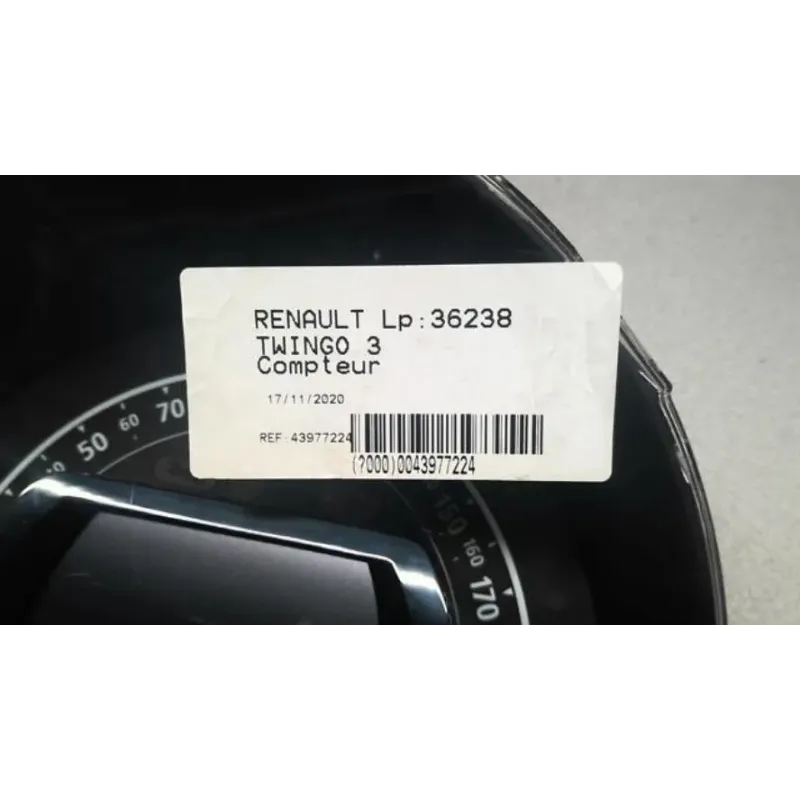 RENAULT Lp:36238
TWINGO 3
Compteur
17/11/2020
REF:43977224
(?000)0043977224
50
60
70
150
160
170